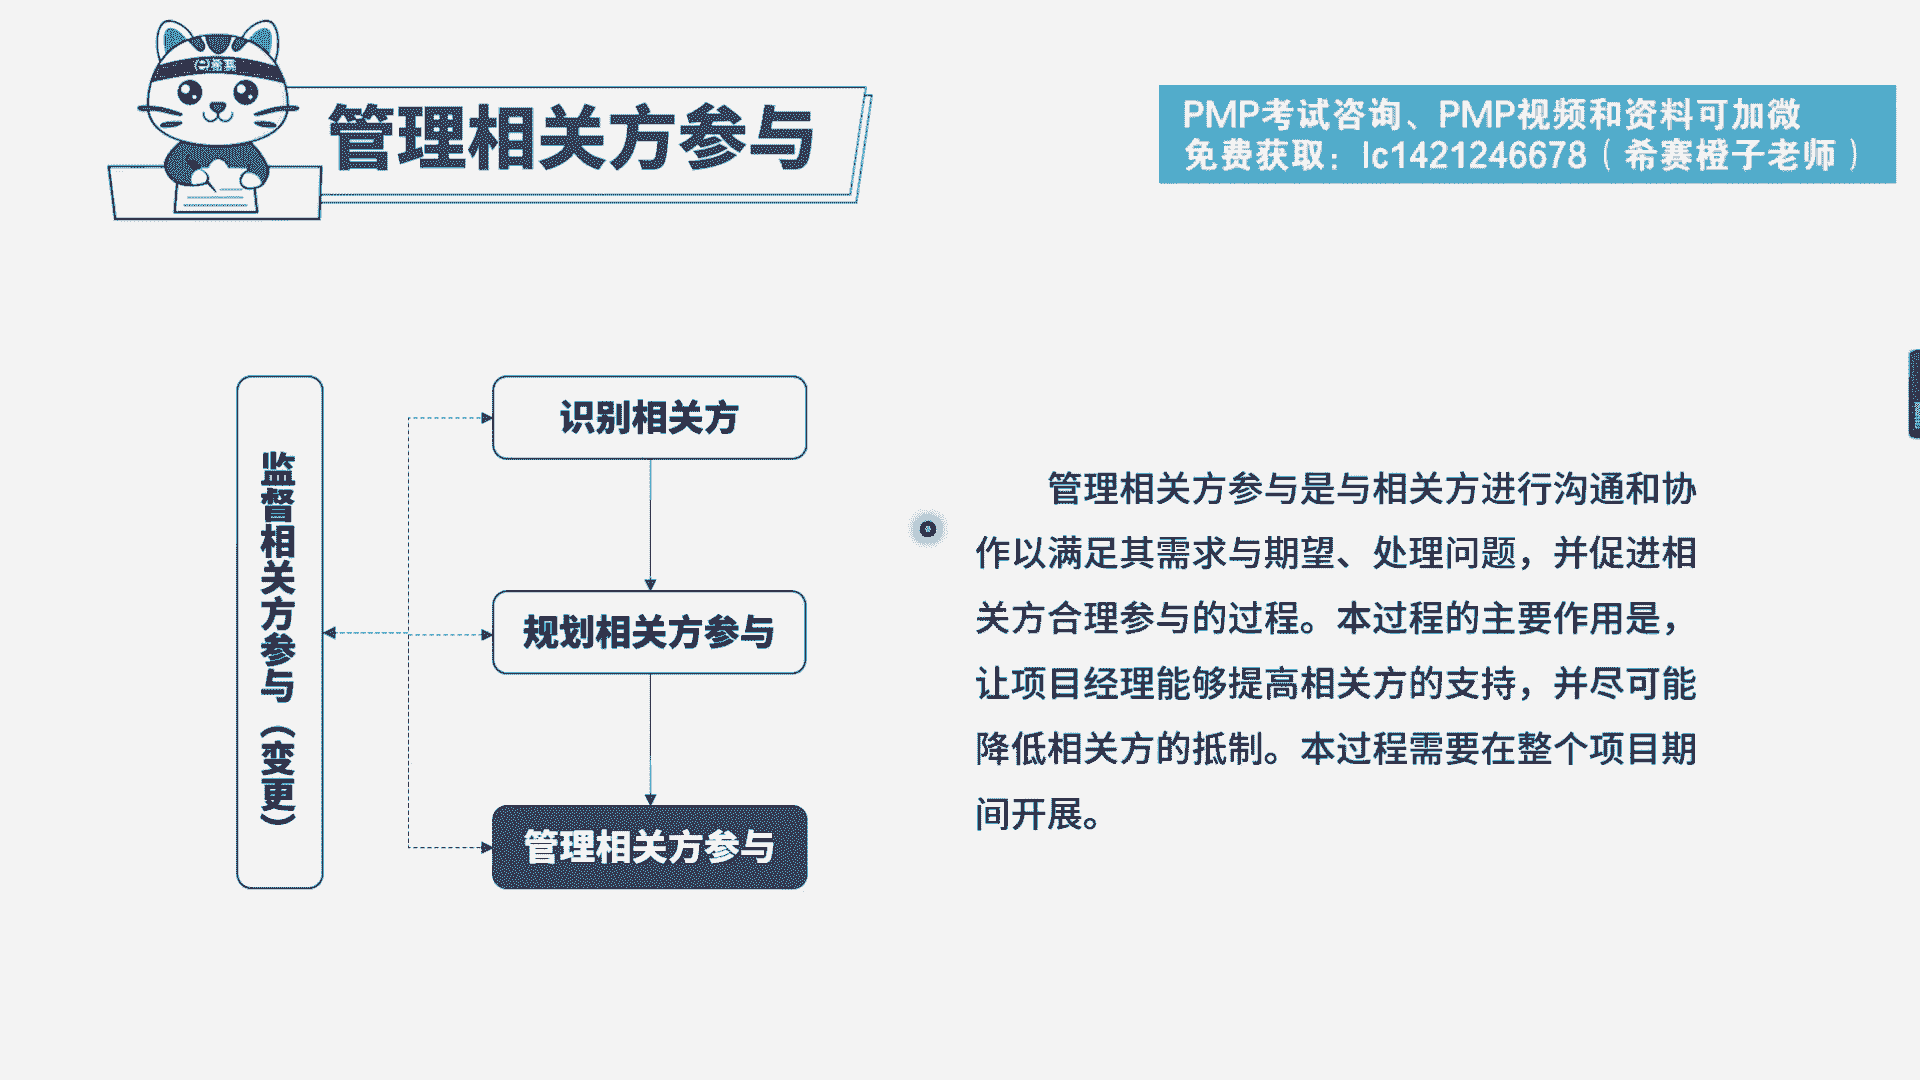 希赛
管理相关方参与
PMP考试咨询、PMP视频和资料可加微
免费获取：lc1421246678（希赛橙子老师）
监督相关方参与（变更）
识别相关方
规划相关方参与
管理相关方参与
管理相关方参与是与相关方进行沟通和协
作以满足其需求与期望、处理问题，并促进相
关方合理参与的过程。本过程的主要作用是，
让项目经理能够提高相关方的支持，并尽可能
降低相关方的抵制。本过程需要在整个项目期
间开展。